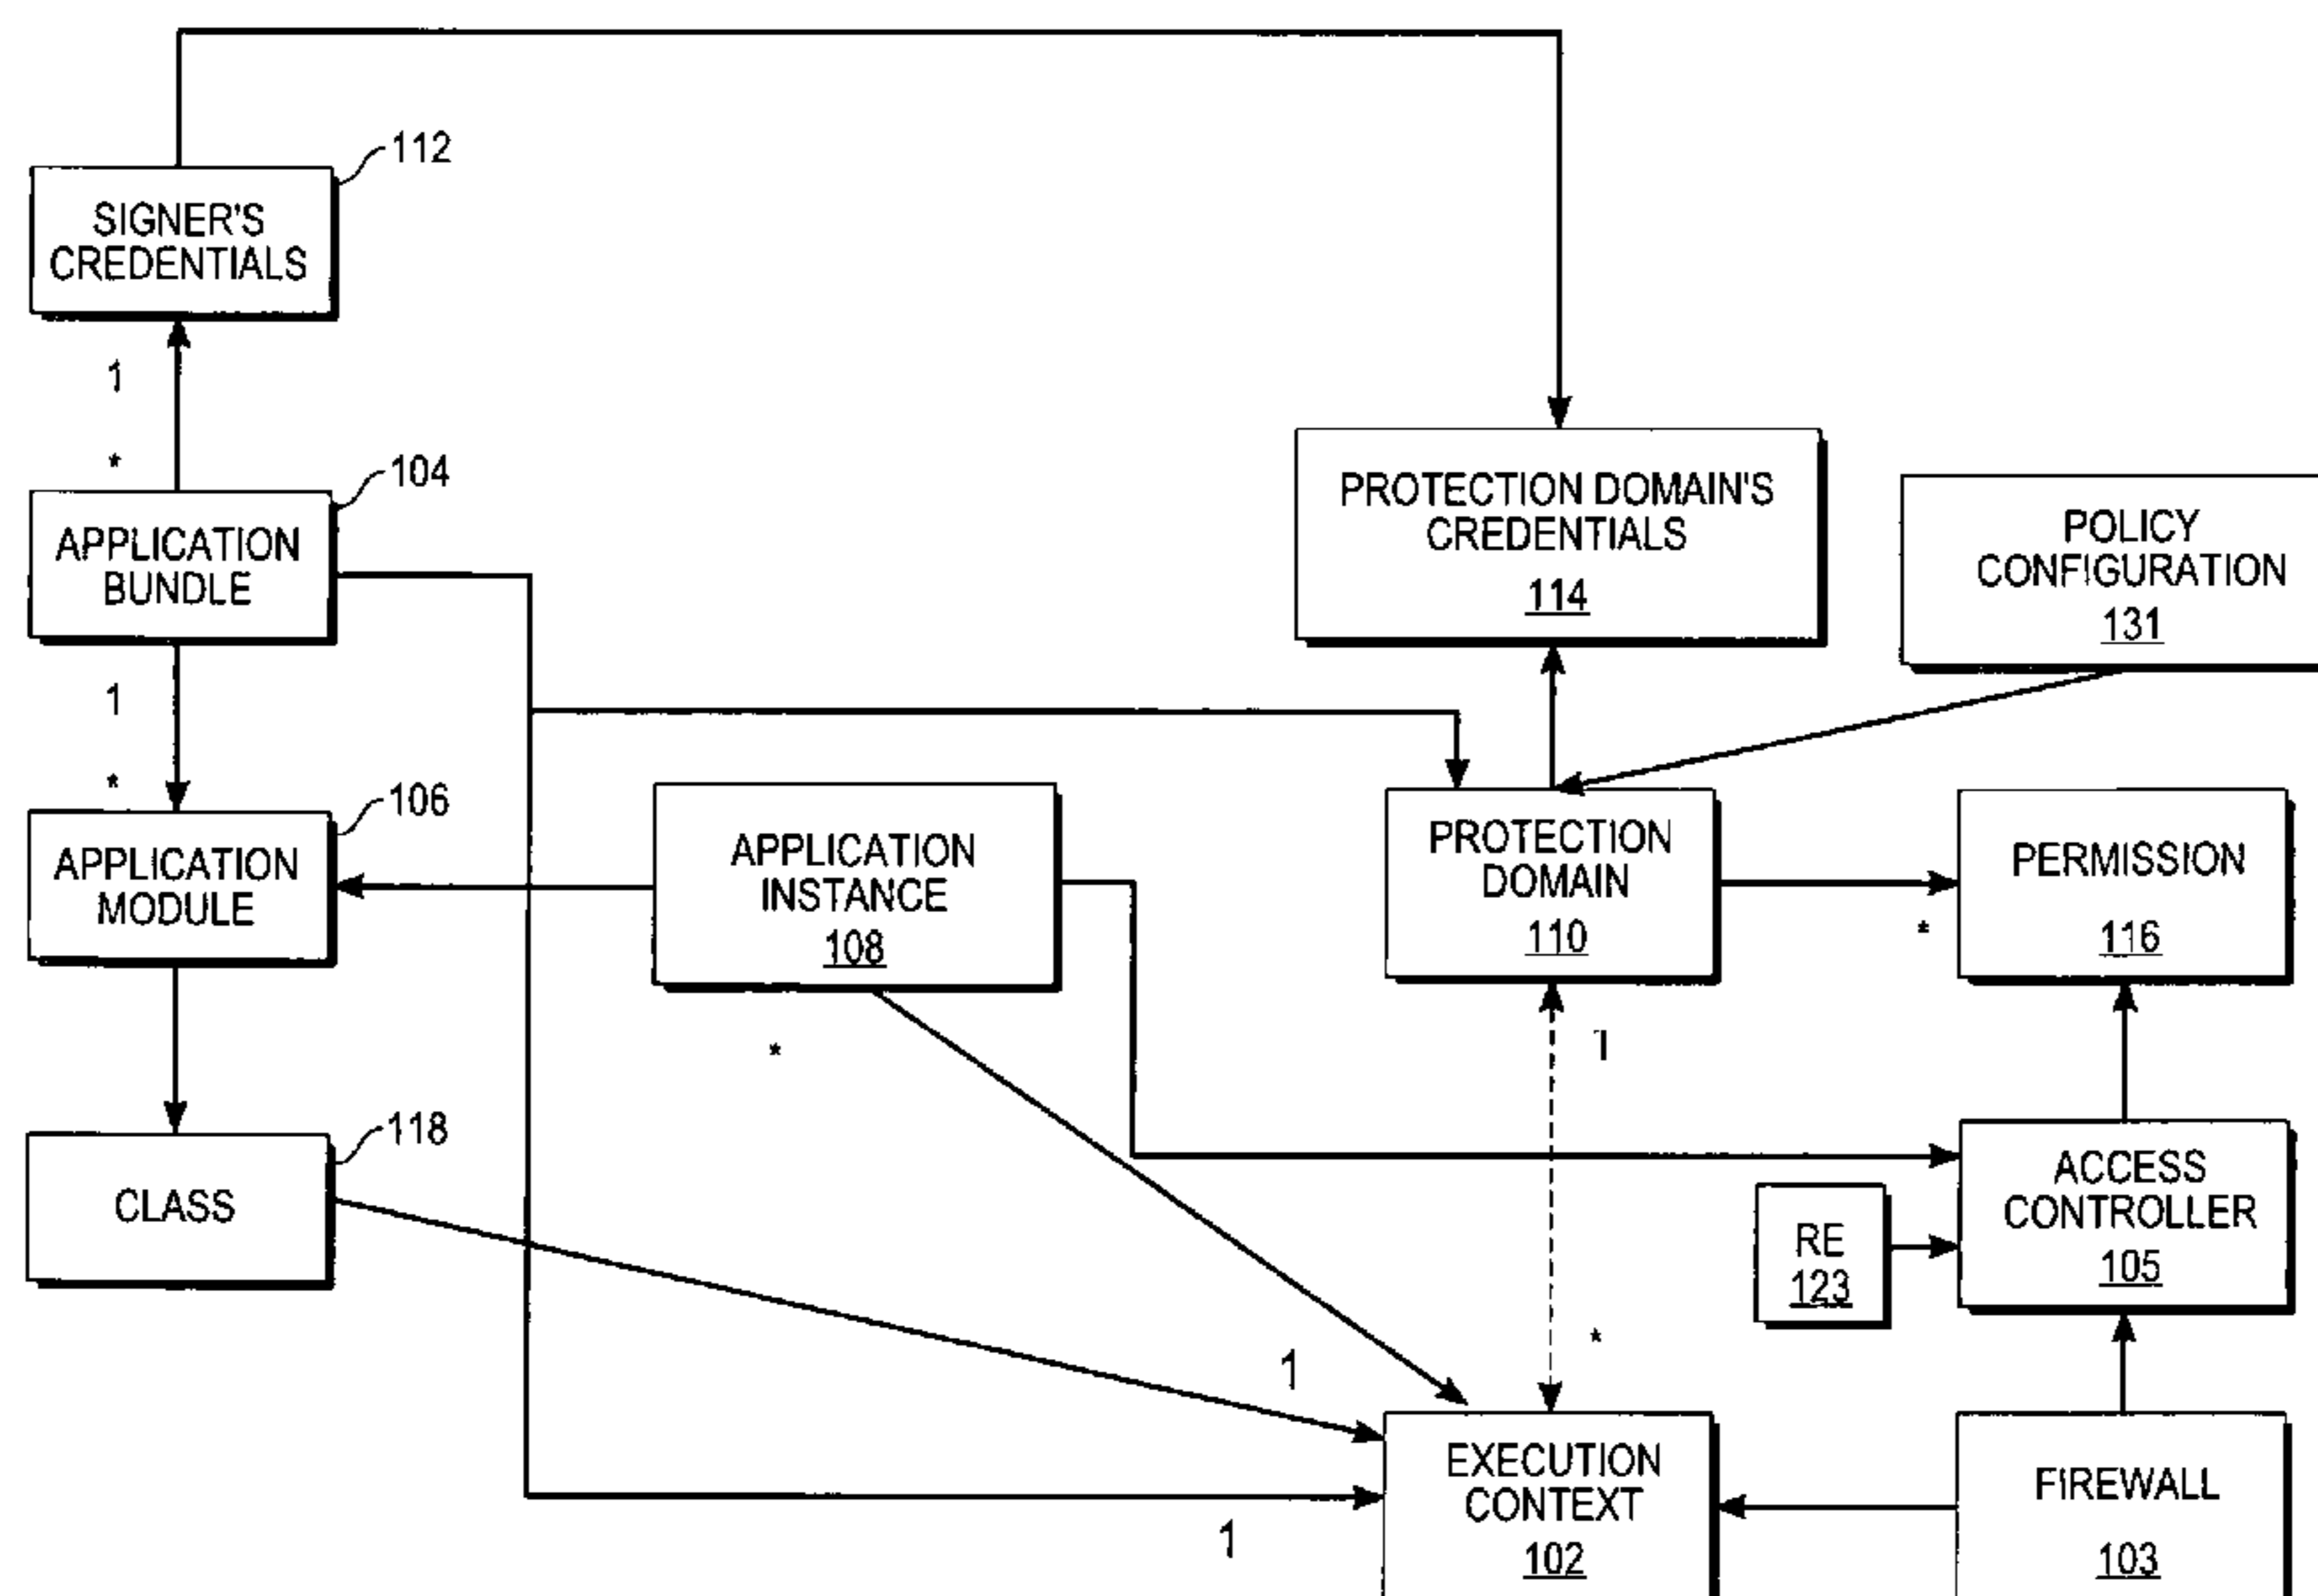 112
SIGNER'S
CREDENTIALS
1
*
104
APPLICATION
BUNDLE
PROTECTION DOMAIN'S
CREDENTIALS
114
POLICY
CONFIGURATION
131
1
*
106
APPLICATION
MODULE
APPLICATION
INSTANCE
108
*
PROTECTION
DOMAIN
110
*
PERMISSION
116
1
*
118
CLASS
ACCESS
CONTROLLER
105
RE
123
1
1
EXECUTION
CONTEXT
102
FIREWALL
103